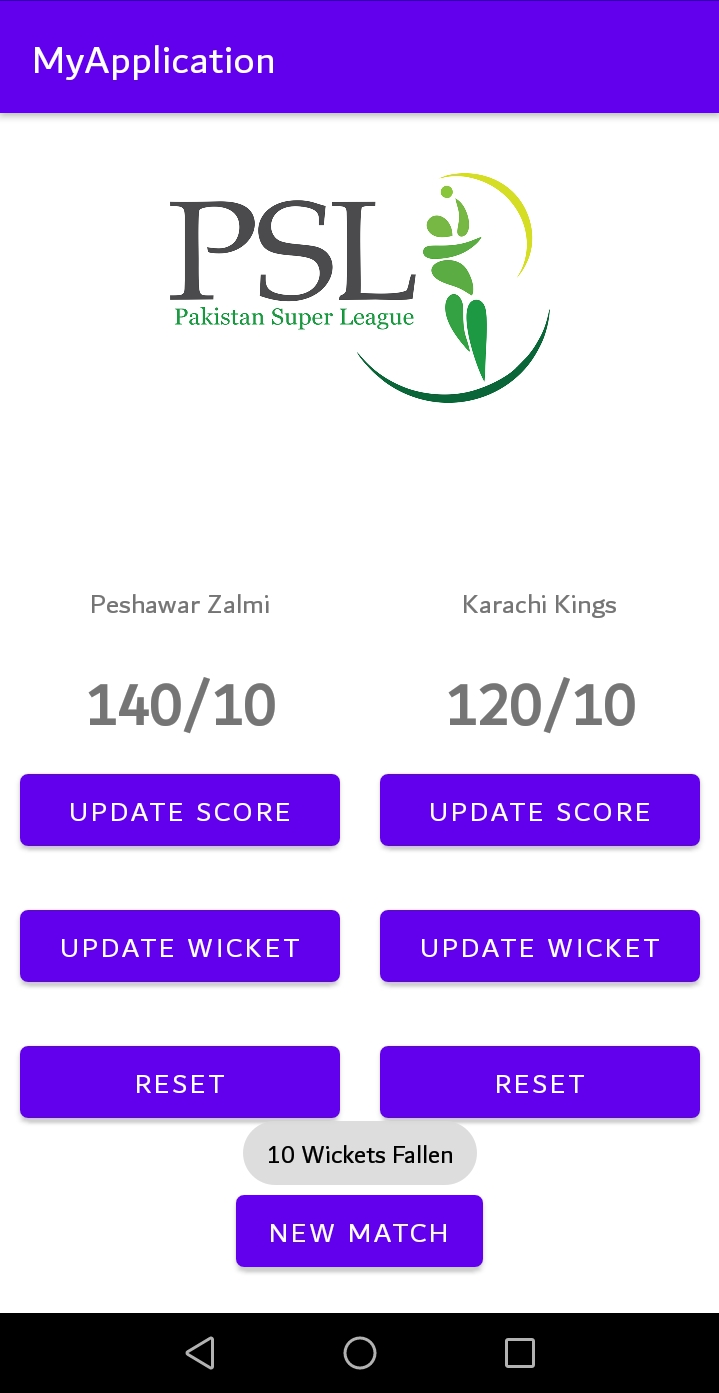 MyApplication
PSL
Pakistan Super League
Peshawar Zalmi
Karachi Kings
140/10
120/10
UPDATE SCORE
UPDATE SCORE
UPDATE WICKET
UPDATE WICKET
RESET
RESET
10 Wickets Fallen
NEW MATCH